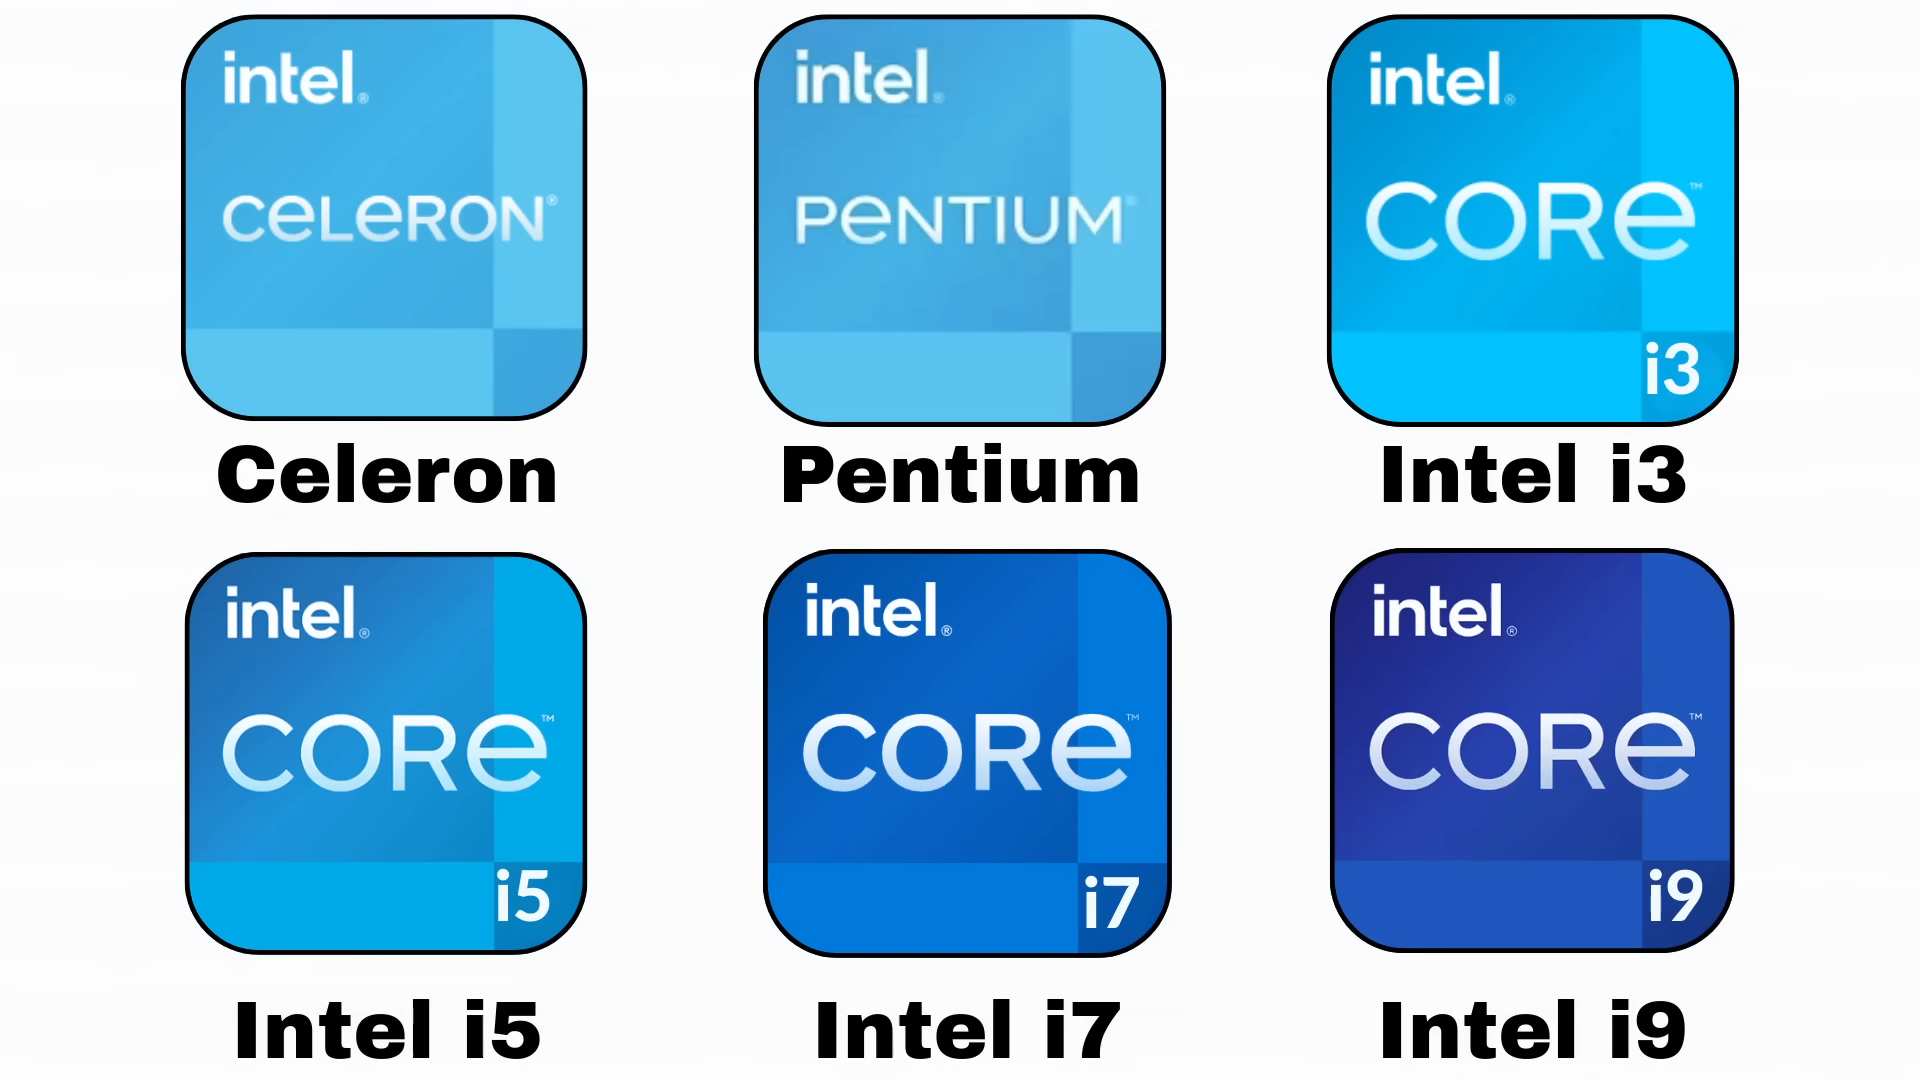 intel®
CeLeRON®
Celeron
intel®
PeNTIUM®
Pentium
intel®
CORe™
i3
Intel i3
intel®
CORe™
i5
Intel i5
intel®
CORe™
i7
Intel i7
intel®
CORe™
i9
Intel i9